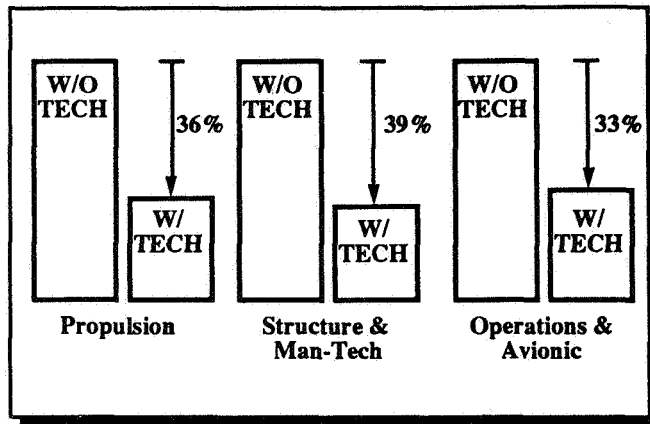 W/O
TECH
36%
W/
TECH
Propulsion
W/O
TECH
39%
W/
TECH
Structure &
Man-Tech
W/O
TECH
33%
W/
TECH
Operations &
Avionic